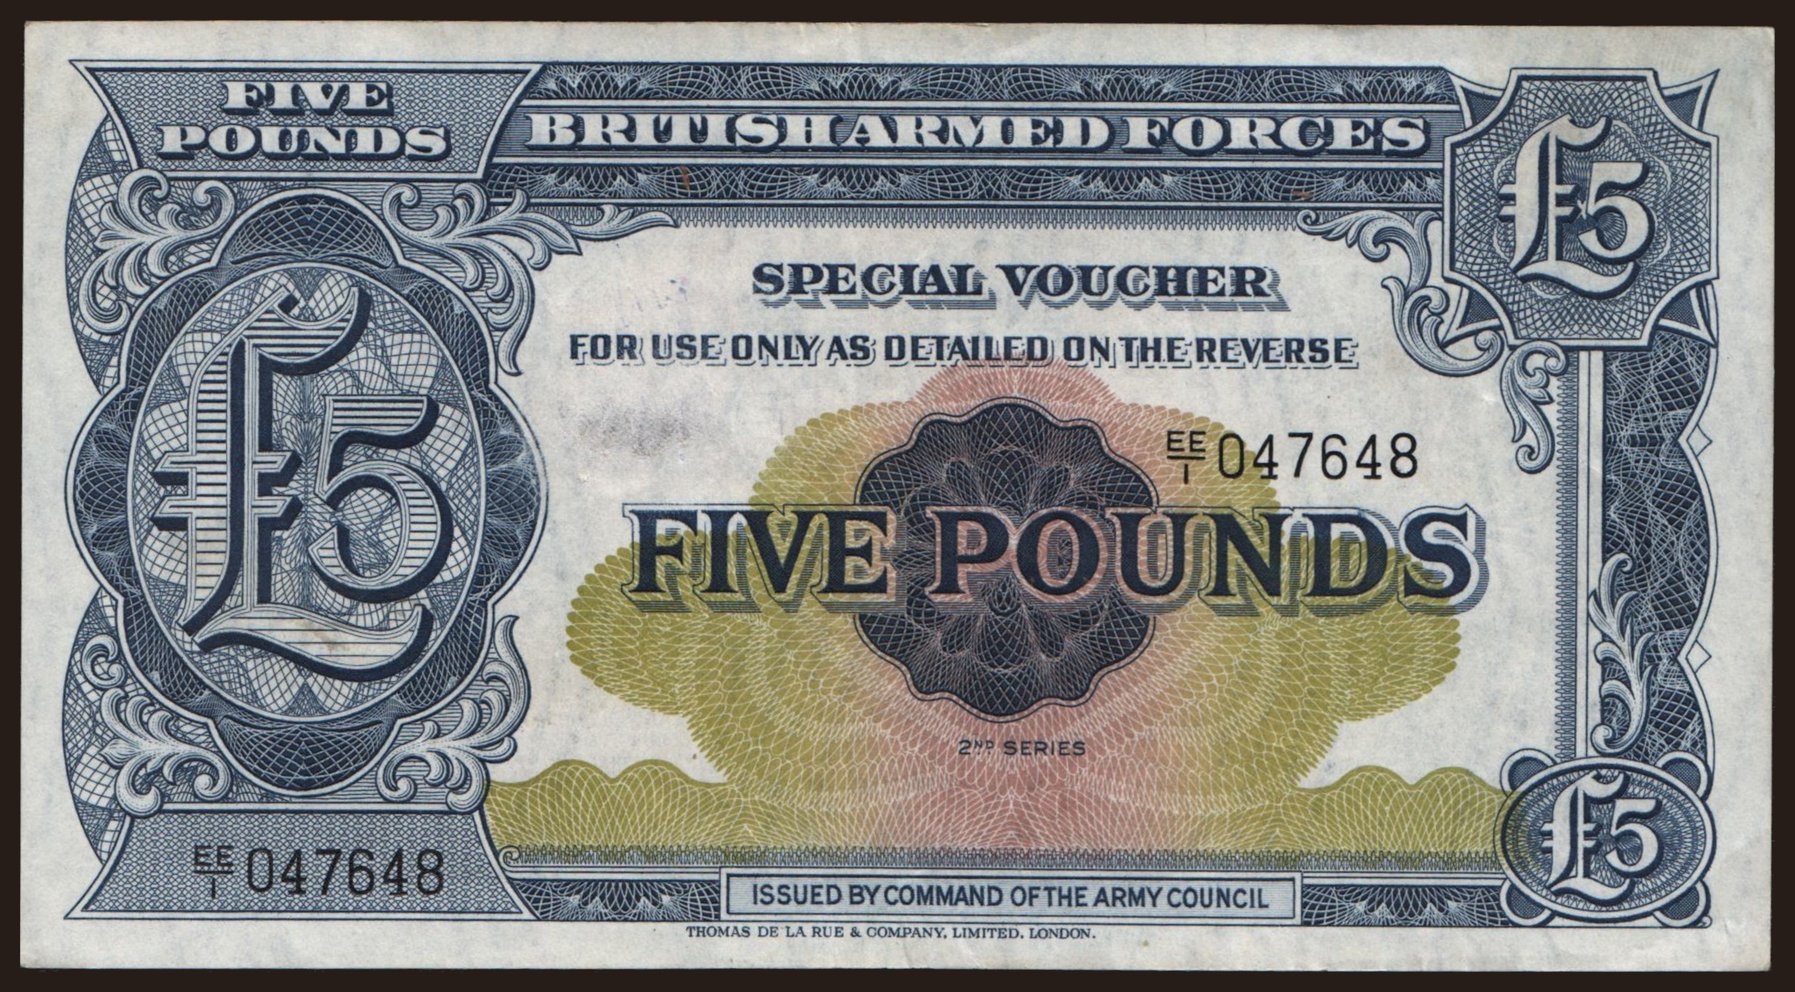 FIVE
POUNDS
BRITISH ARMED FORCES
£5
SPECIAL VOUCHER
FOR USE ONLY AS DETAILED ON THE REVERSE
£5
EE/1 047648
FIVE POUNDS
2ND SERIES
£5
EE/1 047648
ISSUED BY COMMAND OF THE ARMY COUNCIL
THOMAS DE LA RUE & COMPANY, LIMITED, LONDON.